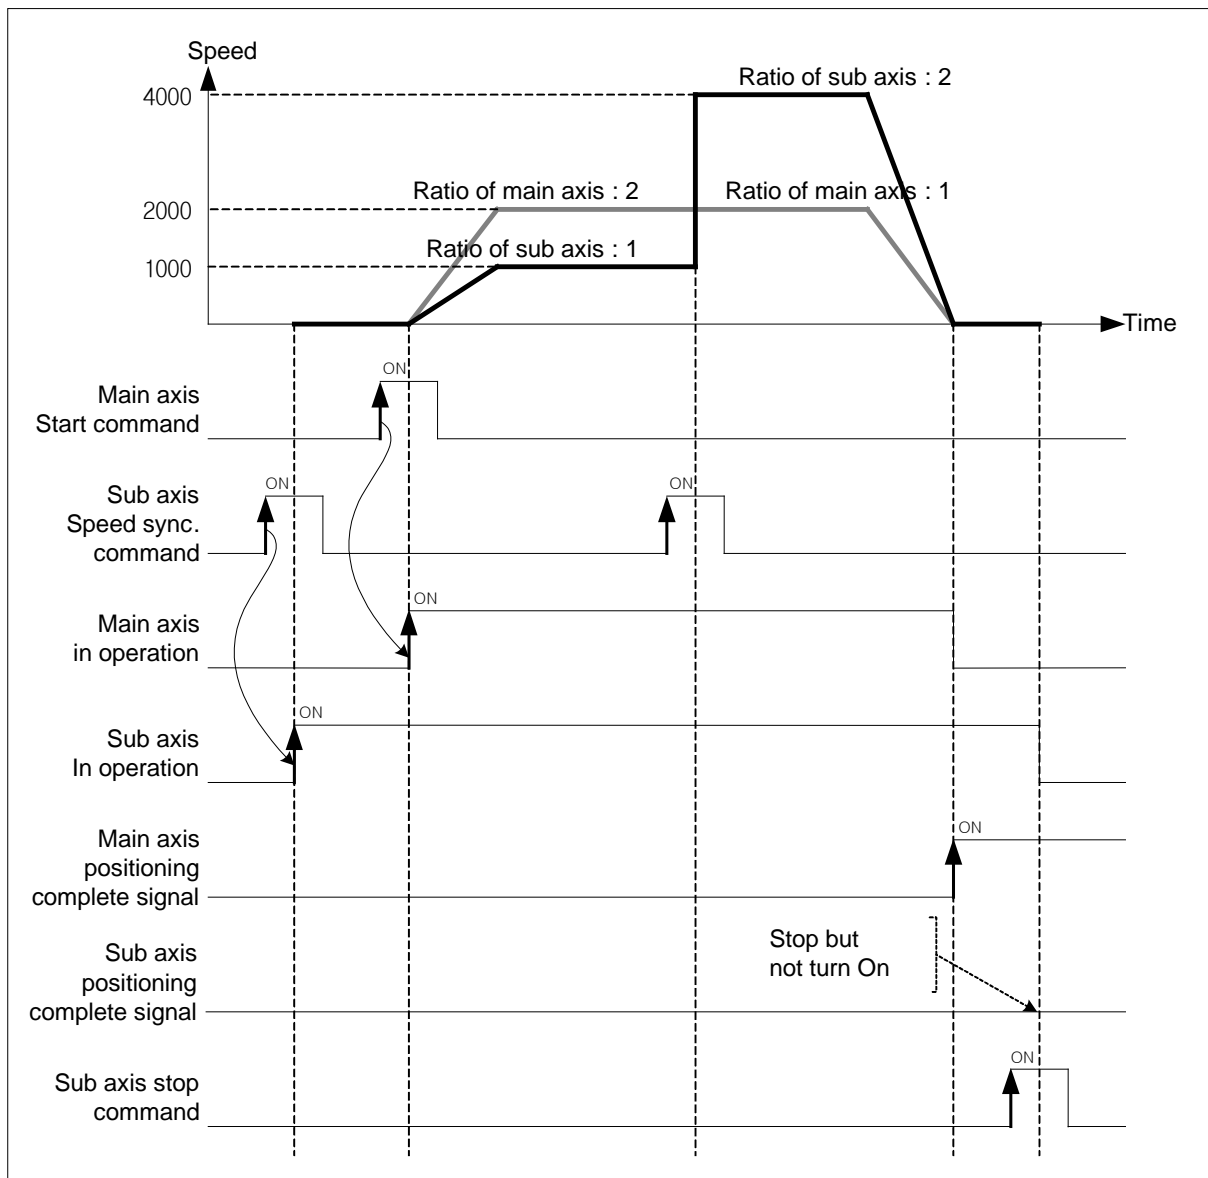 Speed
4000
Ratio of sub axis : 2
2000
Ratio of main axis : 2
Ratio of main axis : 1
1000
Ratio of sub axis : 1
Time
ON
Main axis
Start command
ON
ON
Sub axis
Speed sync.
command
ON
Main axis
in operation
ON
Sub axis
In operation
ON
Main axis
positioning
complete signal
Stop but
not turn On
Sub axis
positioning
complete signal
ON
Sub axis stop
command